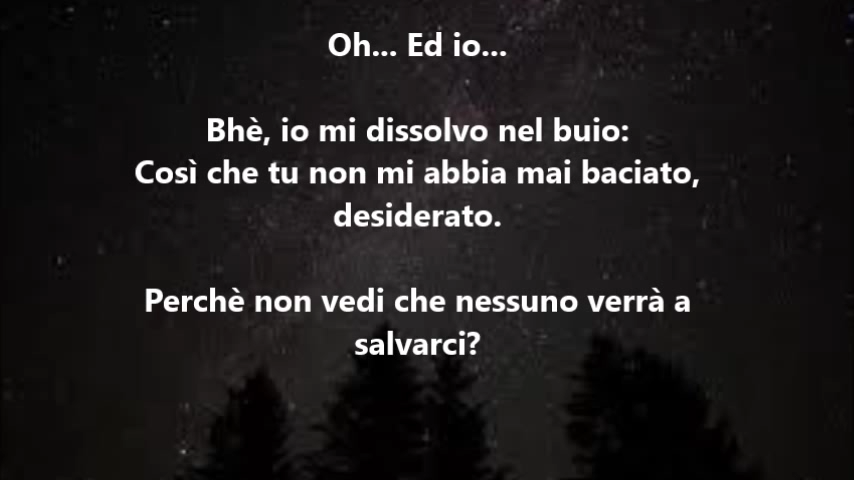 Oh... Ed io...
Bhè, io mi dissolvo nel buio:
Così che tu non mi abbia mai baciato,
desiderato.
Perchè non vedi che nessuno verrà a
salvarci?